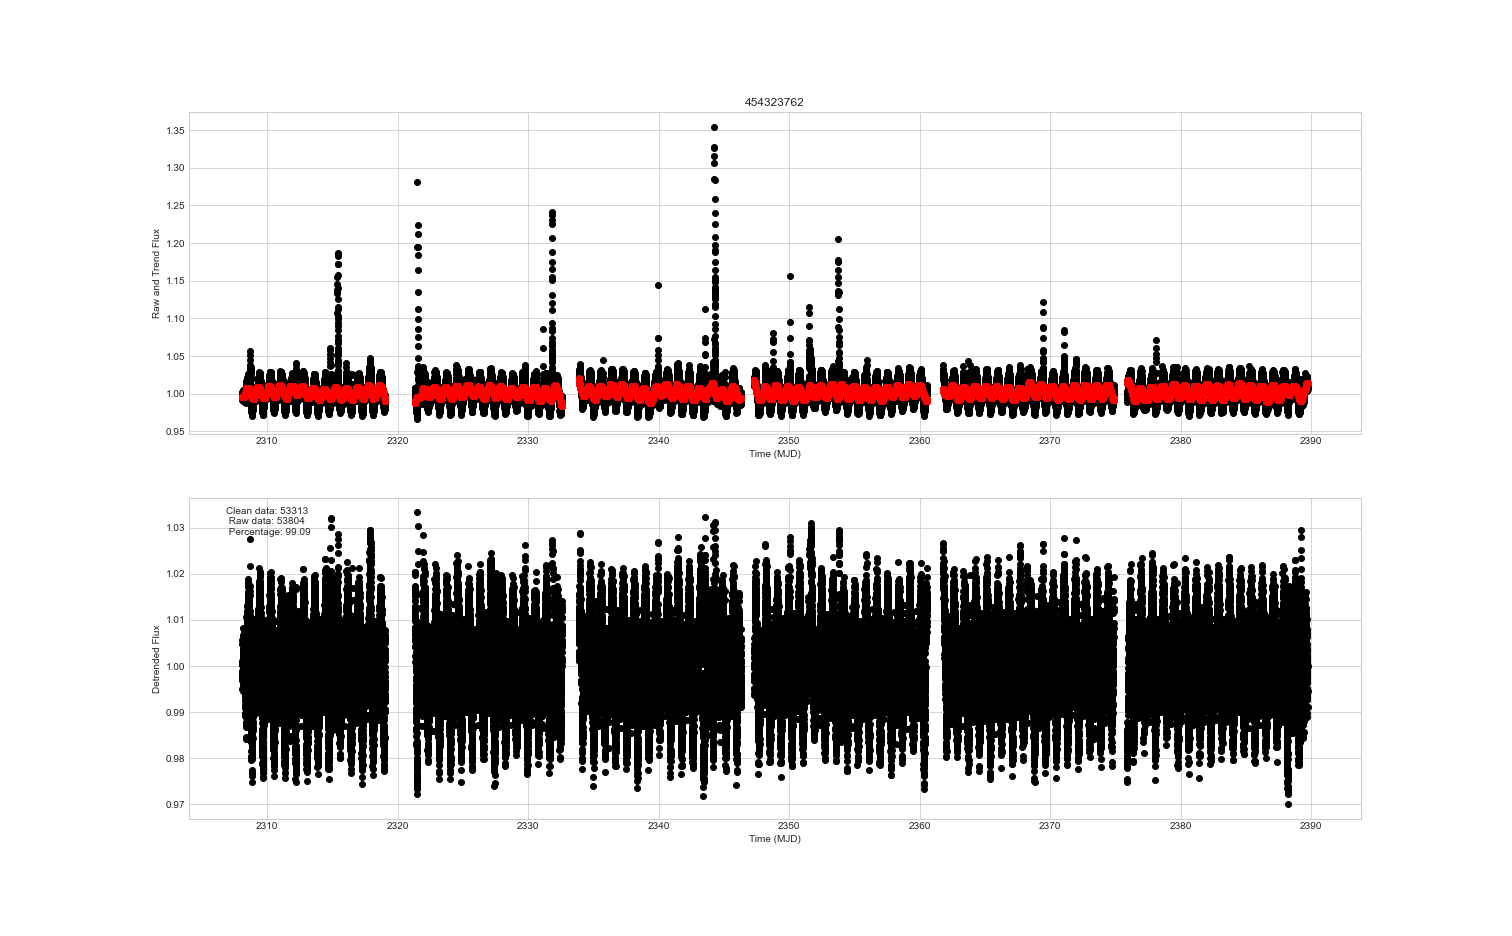 454323762
Raw and Trend Flux
1.35
1.30
1.25
1.20
1.15
1.10
1.05
1.00
0.95
2310 2320 2330 2340 2350 2360 2370 2380 2390
Time (MJD)
Clean data: 53313
Raw data: 53804
Percentage: 99.09
Detrended Flux
1.03
1.02
1.01
1.00
0.99
0.98
0.97
2310 2320 2330 2340 2350 2360 2370 2380 2390
Time (MJD)